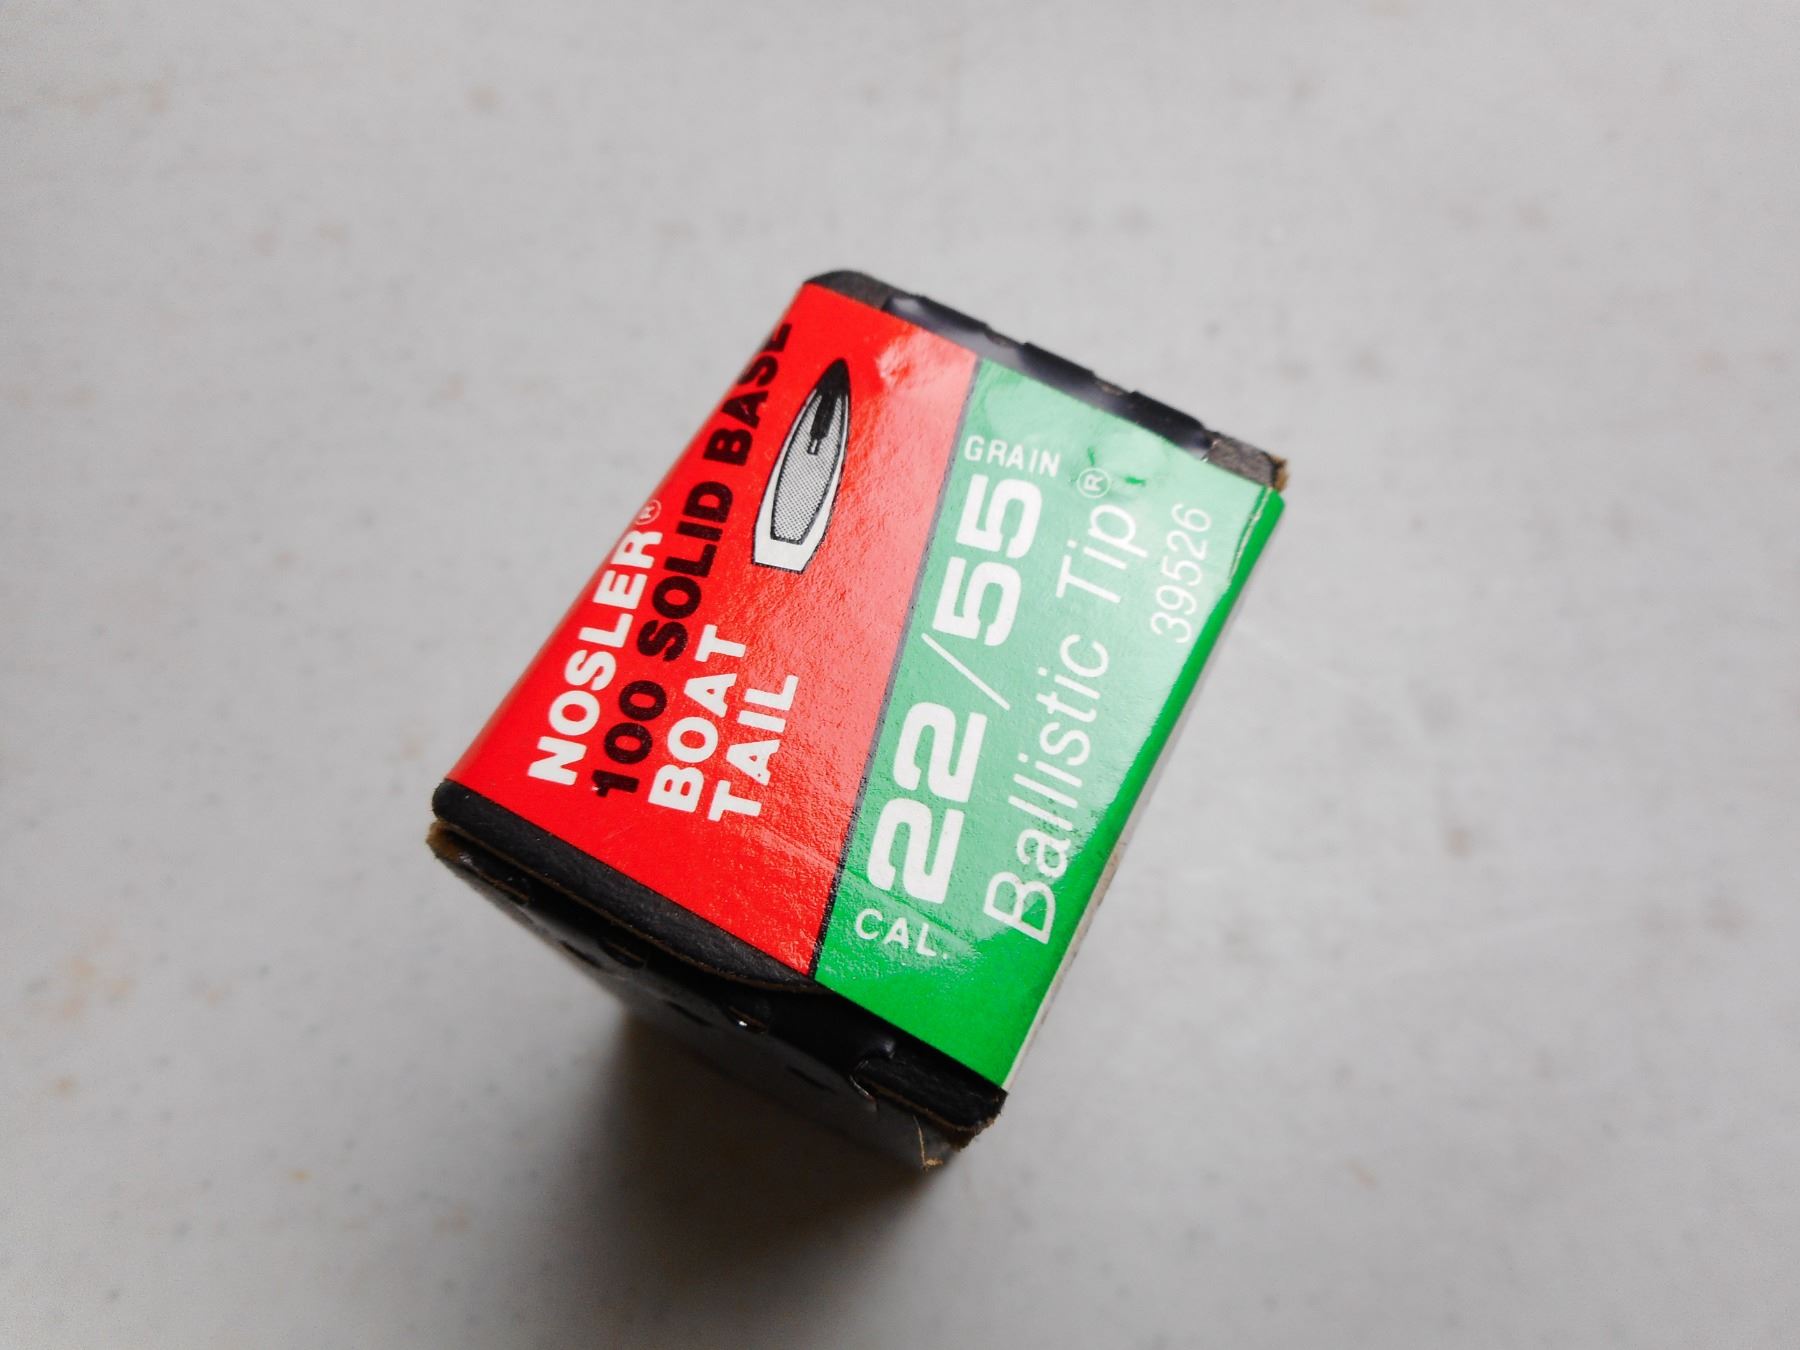 NOSLER®
100 SOLID BASE
BOAT
TAIL
GRAIN
22/55
CAL.
Ballistic Tip®
39526